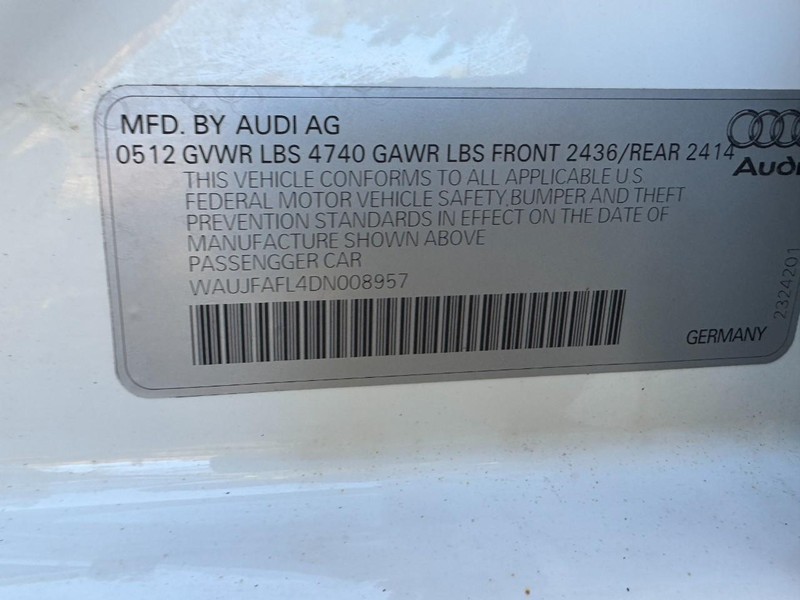 MFD. BY AUDI AG
0512 GVWR LBS 4740 GAWR LBS FRONT 2436/REAR 2414
Audi
THIS VEHICLE CONFORMS TO ALL APPLICABLE U S
FEDERAL MOTOR VEHICLE SAFETY,BUMPER AND THEFT
PREVENTION STANDARDS IN EFFECT ON THE DATE OF
MANUFACTURE SHOWN ABOVE
PASSENGGER CAR
WAUJFAFL4DN008957
2324201
GERMANY